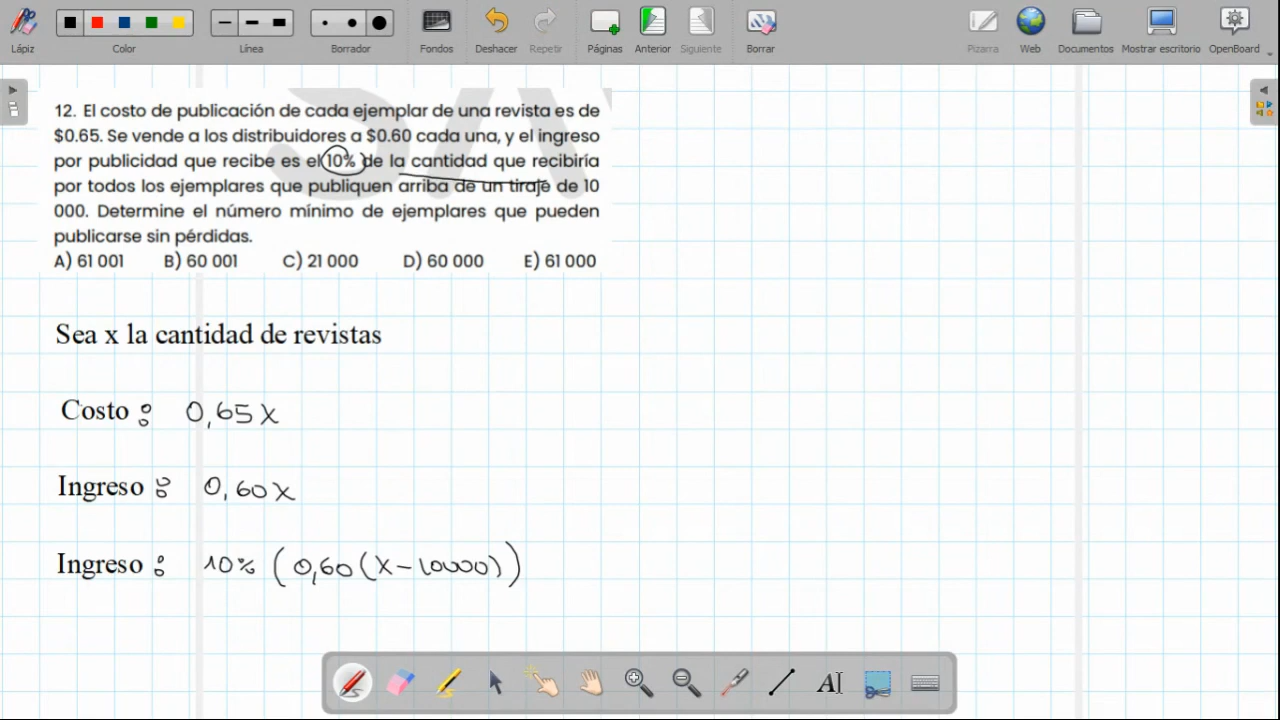 Lápiz Color Línea Borrador Fondos Deshacer Repetir Páginas Anterior Siguiente Borrar Pizarra Web Documentos Mostrar escritorio OpenBoard
12. El costo de publicación de cada ejemplar de una revista es de
$0.65. Se vende a los distribuidores a $0.60 cada una, y el ingreso
por publicidad que recibe es el 10% de la cantidad que recibiría
por todos los ejemplares que publiquen arriba de un tiraje de 10
000. Determine el número mínimo de ejemplares que pueden
publicarse sin pérdidas.
A) 61 001 B) 60 001 C) 21 000 D) 60 000 E) 61 000
Sea x la cantidad de revistas
Costo : 0,65x
Ingreso : 0,60x
Ingreso : 10% (0,60(x-10000))